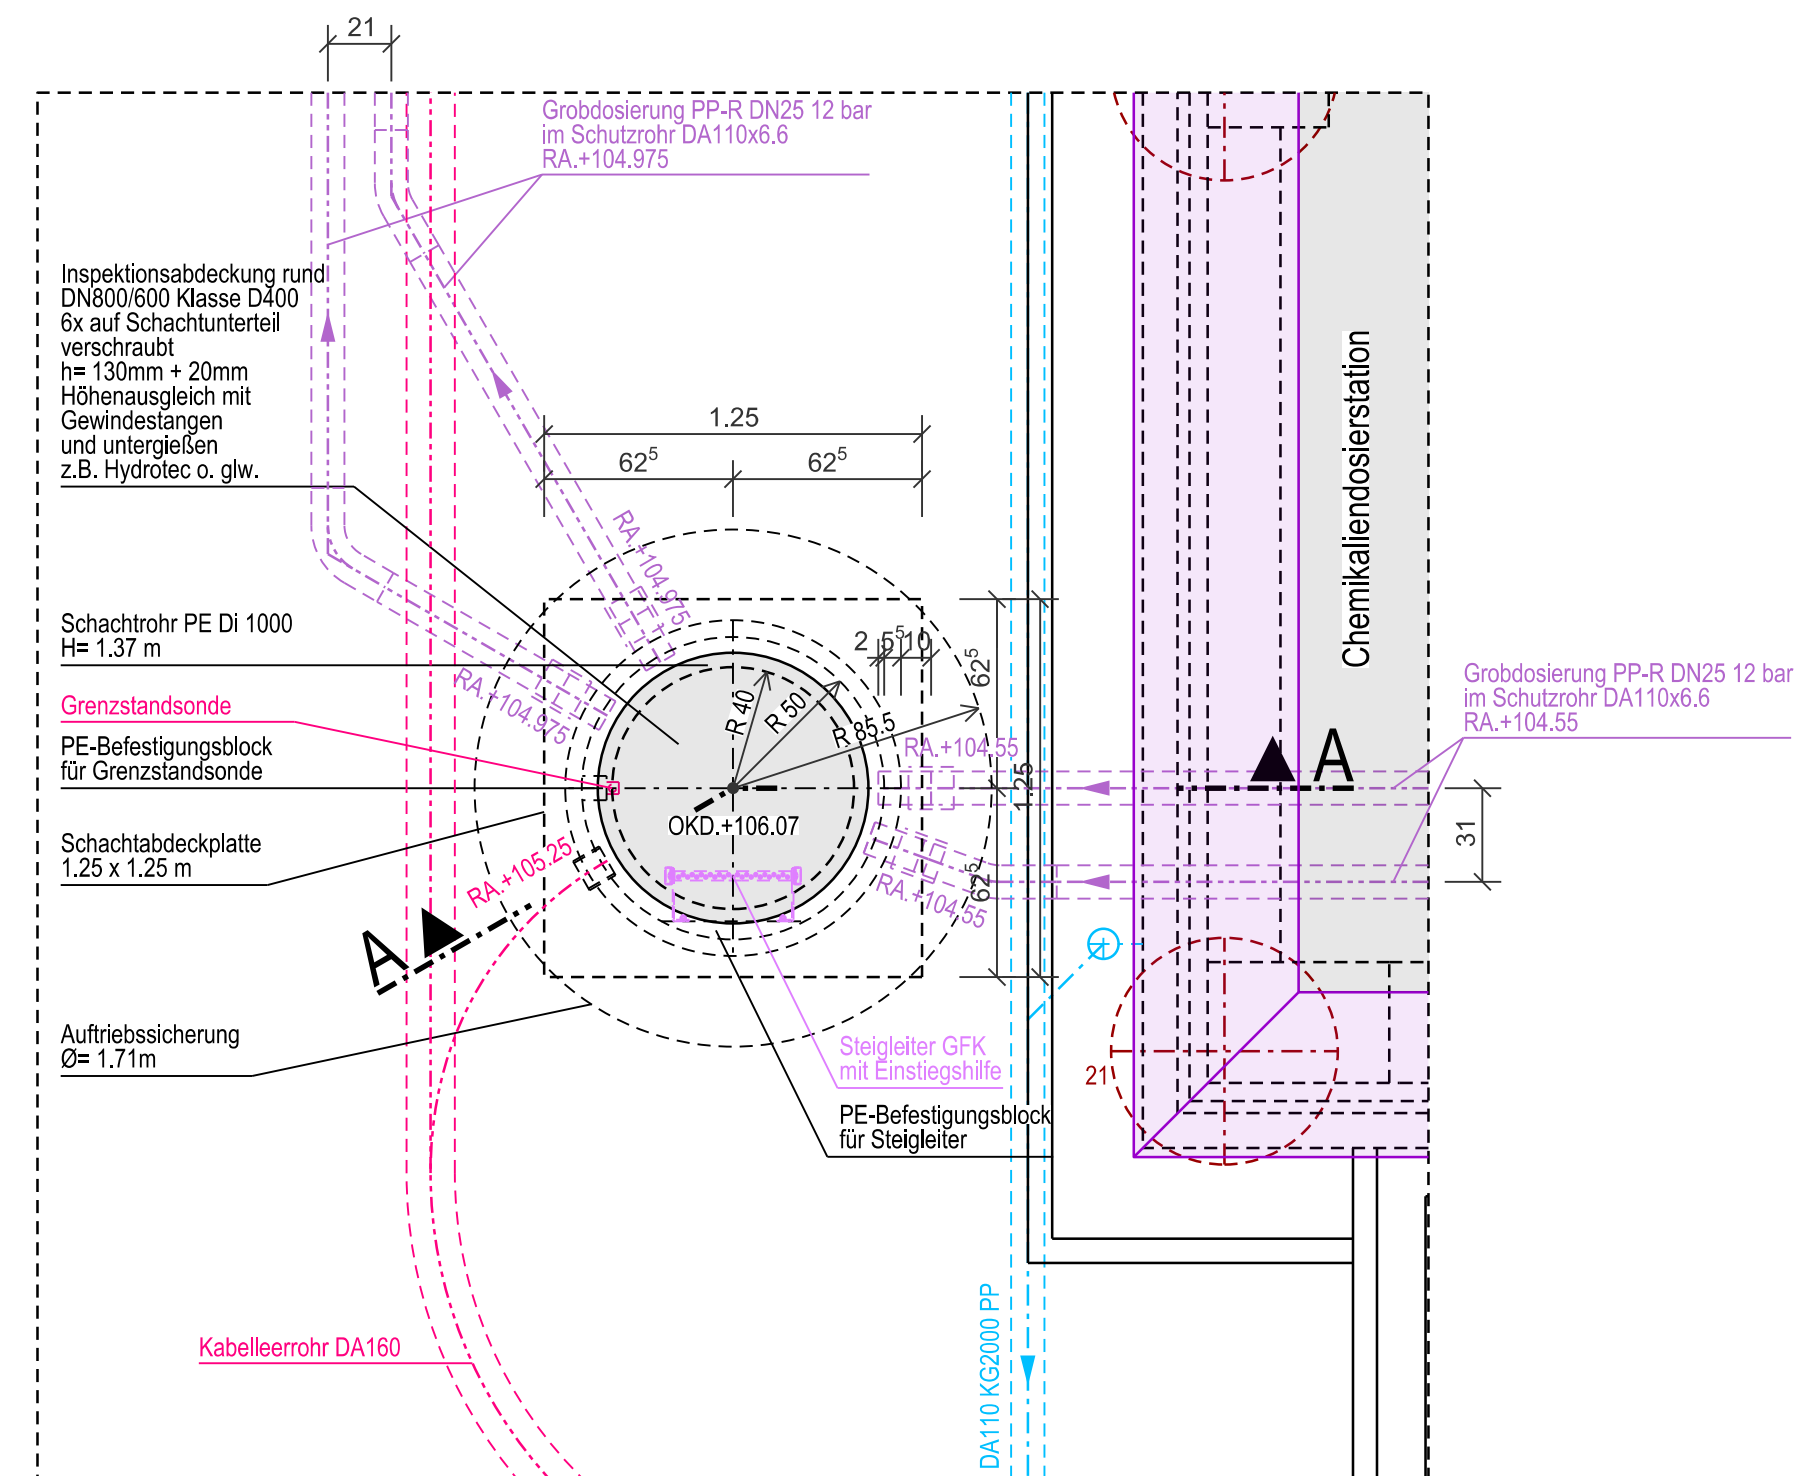 21
Grobdosierung PP-R DN25 12 bar
im Schutzrohr DA110x6.6
RA.+104.975
Inspektionsabdeckung rund
DN800/600 Klasse D400
6x auf Schachtunterteil
verschraubt
h= 130mm + 20mm
Höhenausgleich mit
Gewindestangen
und untergießen
z.B. Hydrotec o. glw.
1.25
62⁵
62⁵
RA.+104.975
Schachtrohr PE Di 1000
H= 1.37 m
RA.+104.975
Grenzstandsonde
PE-Befestigungsblock
für Grenzstandsonde
Schachtabdeckplatte
1.25 x 1.25 m
RA.+105.25
A
Auftriebssicherung
Ø= 1.71m
R 40
R 50
R 85.5
OKD.+106.07
2
5⁵
10
62⁵
1.25
62⁵
RA.+104.55
RA.+104.55
Chemikaliendosierstation
A
Grobdosierung PP-R DN25 12 bar
im Schutzrohr DA110x6.6
RA.+104.55
31
Steigleiter GFK
mit Einstiegshilfe
PE-Befestigungsblock
für Steigleiter
21
Kabelleerrohr DA160
DA110 KG2000 PP